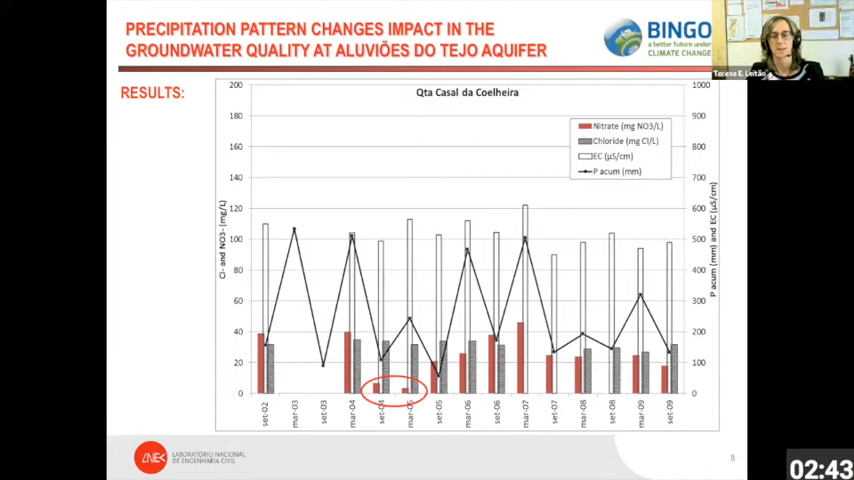 PRECIPITATION PATTERN CHANGES IMPACT IN THE
GROUNDWATER QUALITY AT ALUVIÕES DO TEJO AQUIFER
BINGO
a better future under
CLIMATE CHANGE
Teresa E. Leitão
RESULTS:
Qta Casal da Coelheira
Nitrate (mg NO3/L)
Chloride (mg Cl/L)
EC (µS/cm)
P acum (mm)
Cl- and NO3- (mg/L)
200
180
160
140
120
100
80
60
40
20
0
P acum (mm) and EC (µS/cm)
1000
900
800
700
600
500
400
300
200
100
0
set-02
mar-03
set-03
mar-04
set-04
mar-05
set-05
mar-06
set-06
mar-07
set-07
mar-08
set-08
mar-09
set-09
LNEC
LABORATÓRIO NACIONAL
DE ENGENHARIA CIVIL
8
02:43